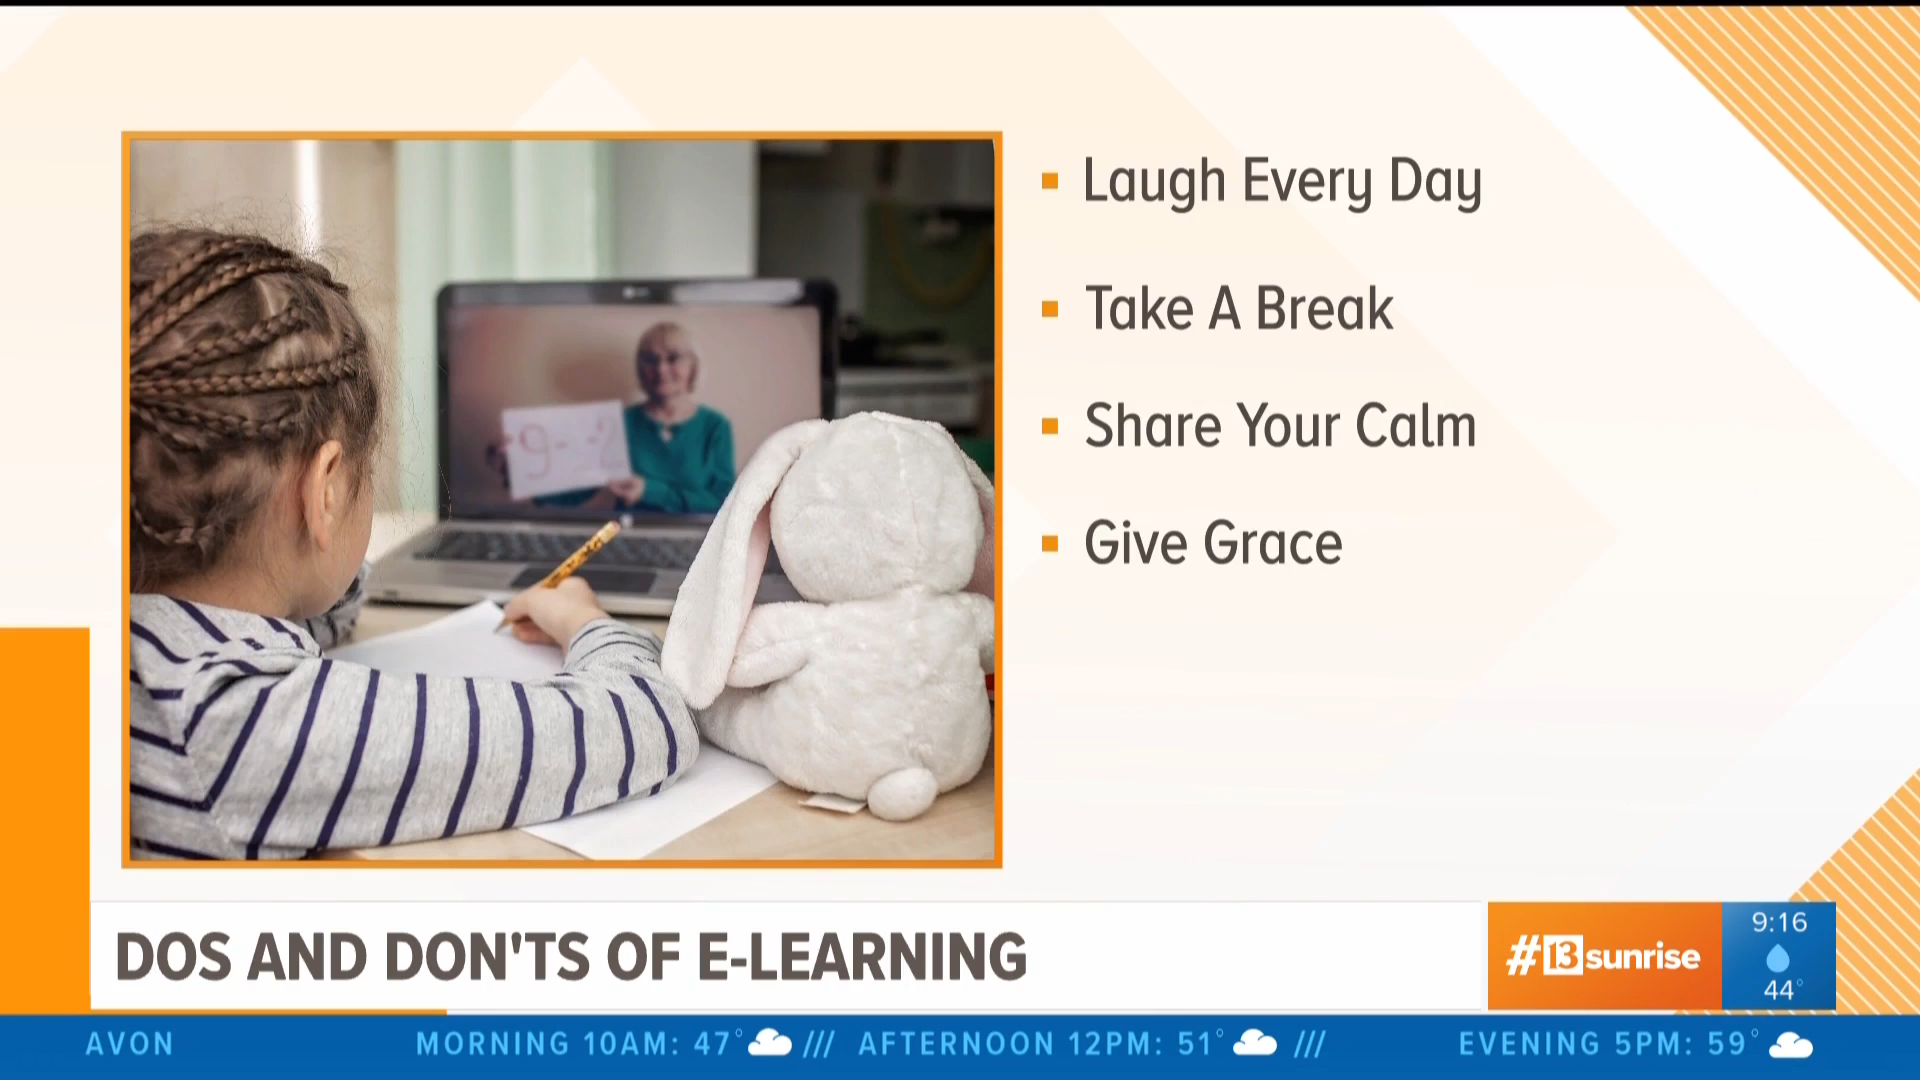 Laugh Every Day
Take A Break
Share Your Calm
Give Grace
DOS AND DON'TS OF E-LEARNING
#13sunrise
9:16
44°
AVON MORNING 10AM: 47° /// AFTERNOON 12PM: 51° /// EVENING 5PM: 59°